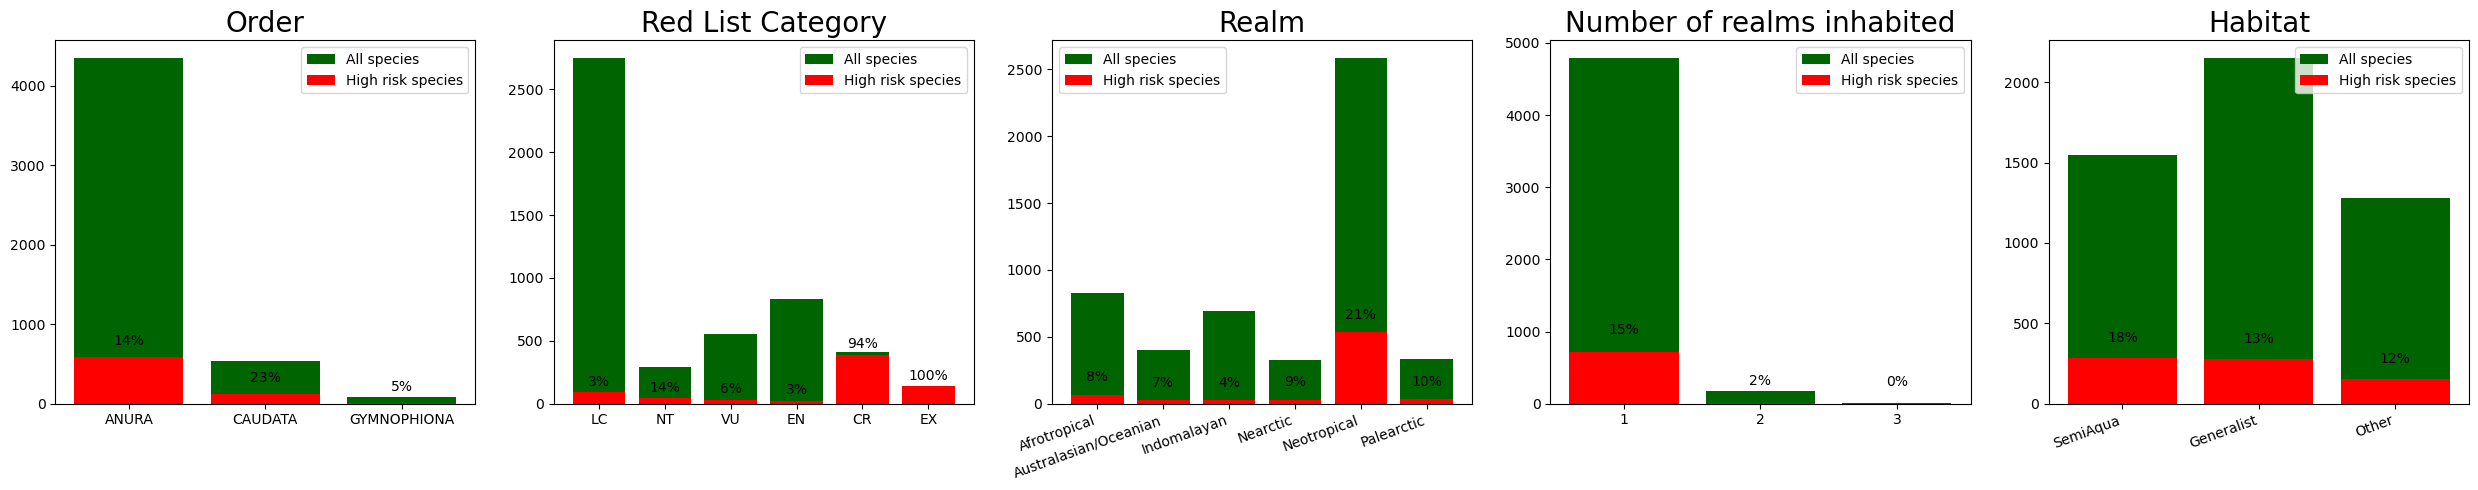 Order
All species
High risk species
4000
3000
2000
1000
0
14%
23%
5%
ANURA
CAUDATA
GYMNOPHIONA
Red List Category
All species
High risk species
2500
2000
1500
1000
500
0
3%
14%
6%
3%
94%
100%
LC
NT
VU
EN
CR
EX
Realm
All species
High risk species
2500
2000
1500
1000
500
0
8%
7%
4%
9%
21%
10%
Afrotropical
Australasian/Oceanian
Indomalayan
Nearctic
Neotropical
Palearctic
Number of realms inhabited
All species
High risk species
5000
4000
3000
2000
1000
0
15%
2%
0%
1
2
3
Habitat
All species
High risk species
2000
1500
1000
500
0
18%
13%
12%
SemiAqua
Generalist
Other